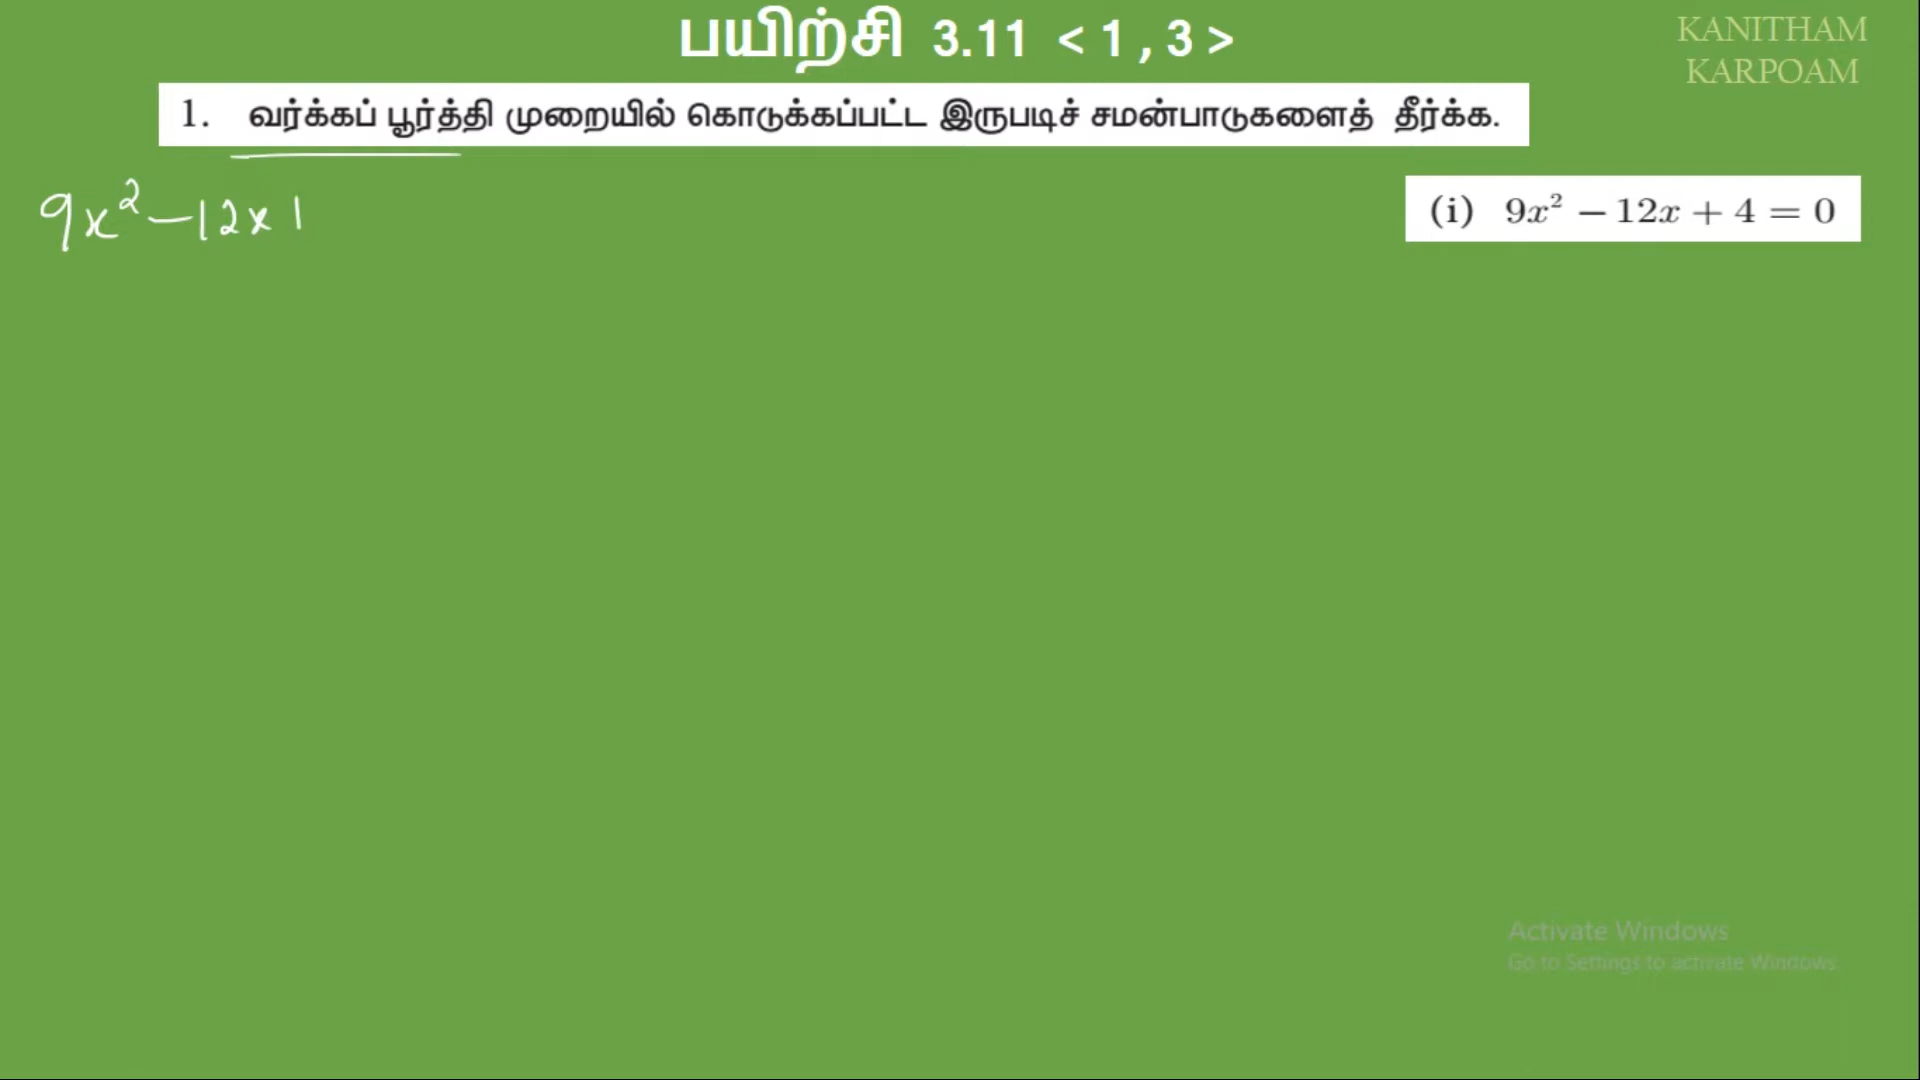 பயிற்சி 3.11 < 1 , 3 >
KANITHAM
KARPOAM
1. வர்க்கப் பூர்த்தி முறையில் கொடுக்கப்பட்ட இருபடிச் சமன்பாடுகளைத் தீர்க்க.
9x² – 12x 1
(i) 9x² – 12x + 4 = 0
Activate Windows
Go to Settings to activate Windows